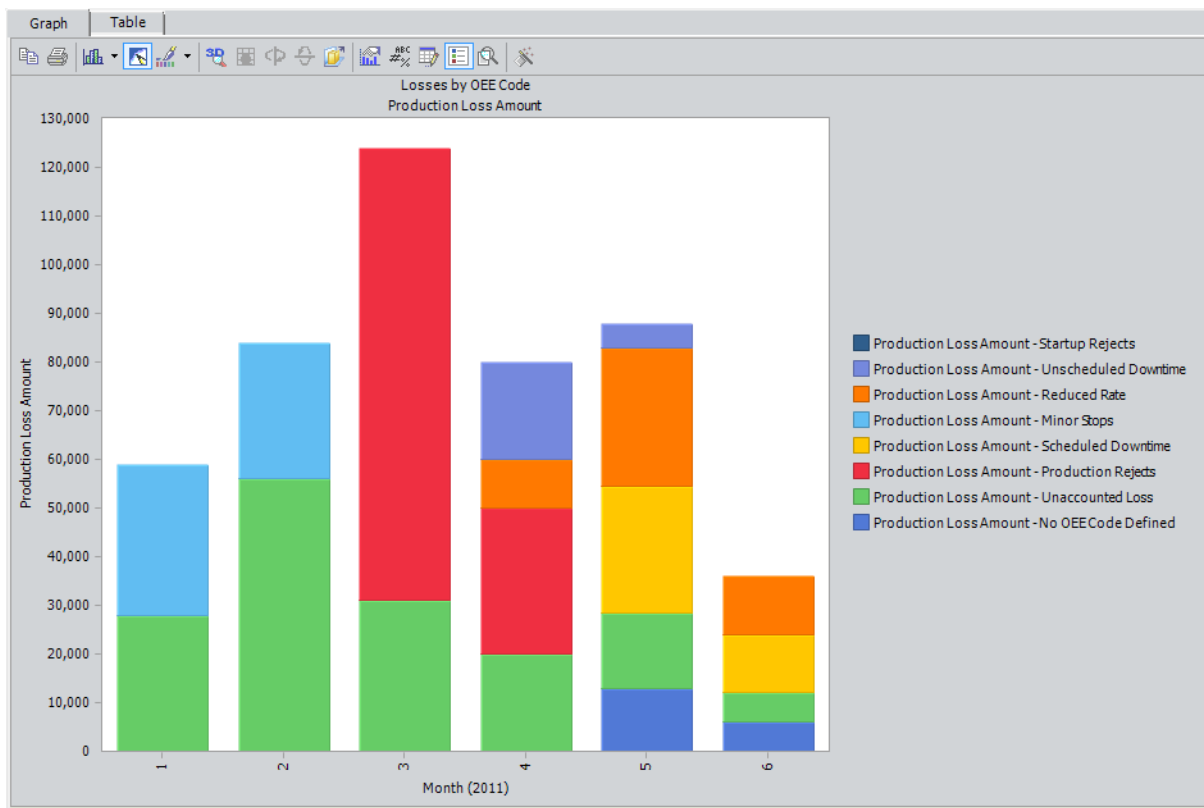 Graph
Table
3D
ABC
#%
Losses by OEE Code
Production Loss Amount
130,000
120,000
110,000
100,000
90,000
80,000
70,000
60,000
50,000
40,000
30,000
20,000
10,000
0
Production Loss Amount
1
2
3
4
5
6
Month (2011)
Production Loss Amount - Startup Rejects
Production Loss Amount - Unscheduled Downtime
Production Loss Amount - Reduced Rate
Production Loss Amount - Minor Stops
Production Loss Amount - Scheduled Downtime
Production Loss Amount - Production Rejects
Production Loss Amount - Unaccounted Loss
Production Loss Amount - No OEE Code Defined